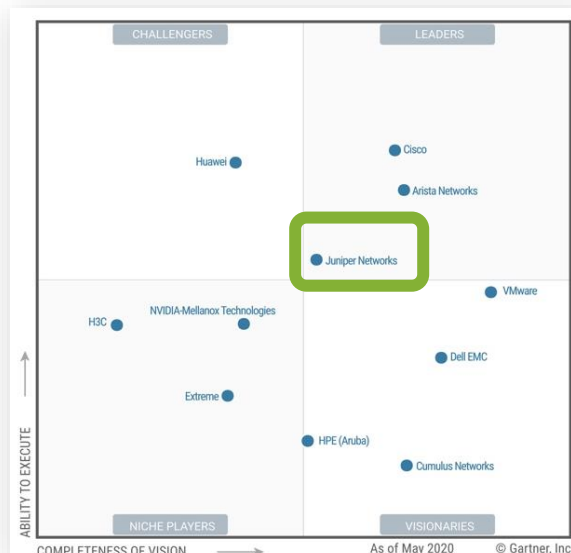 CHALLENGERS
LEADERS
Cisco
Huawei
Arista Networks
Juniper Networks
VMware
NVIDIA-Mellanox Technologies
H3C
Dell EMC
Extreme
HPE (Aruba)
Cumulus Networks
ABILITY TO EXECUTE
NICHE PLAYERS
VISIONARIES
COMPLETENESS OF VISION
As of May 2020
© Gartner, Inc